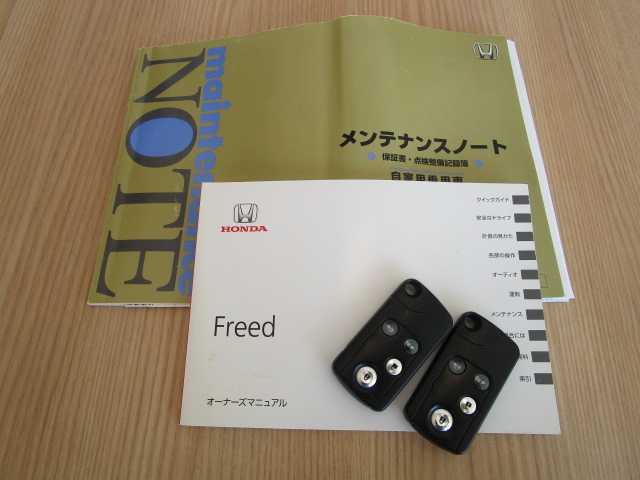 maintenance
NOTE
メンテナンスノート
保証書・点検整備記録簿
自家用乗用車
HONDA
Freed
オーナーズマニュアル
クイックガイド
安全なドライブ
計器の見かた
各部の操作
オーディオ
運転
メンテナンス
索引